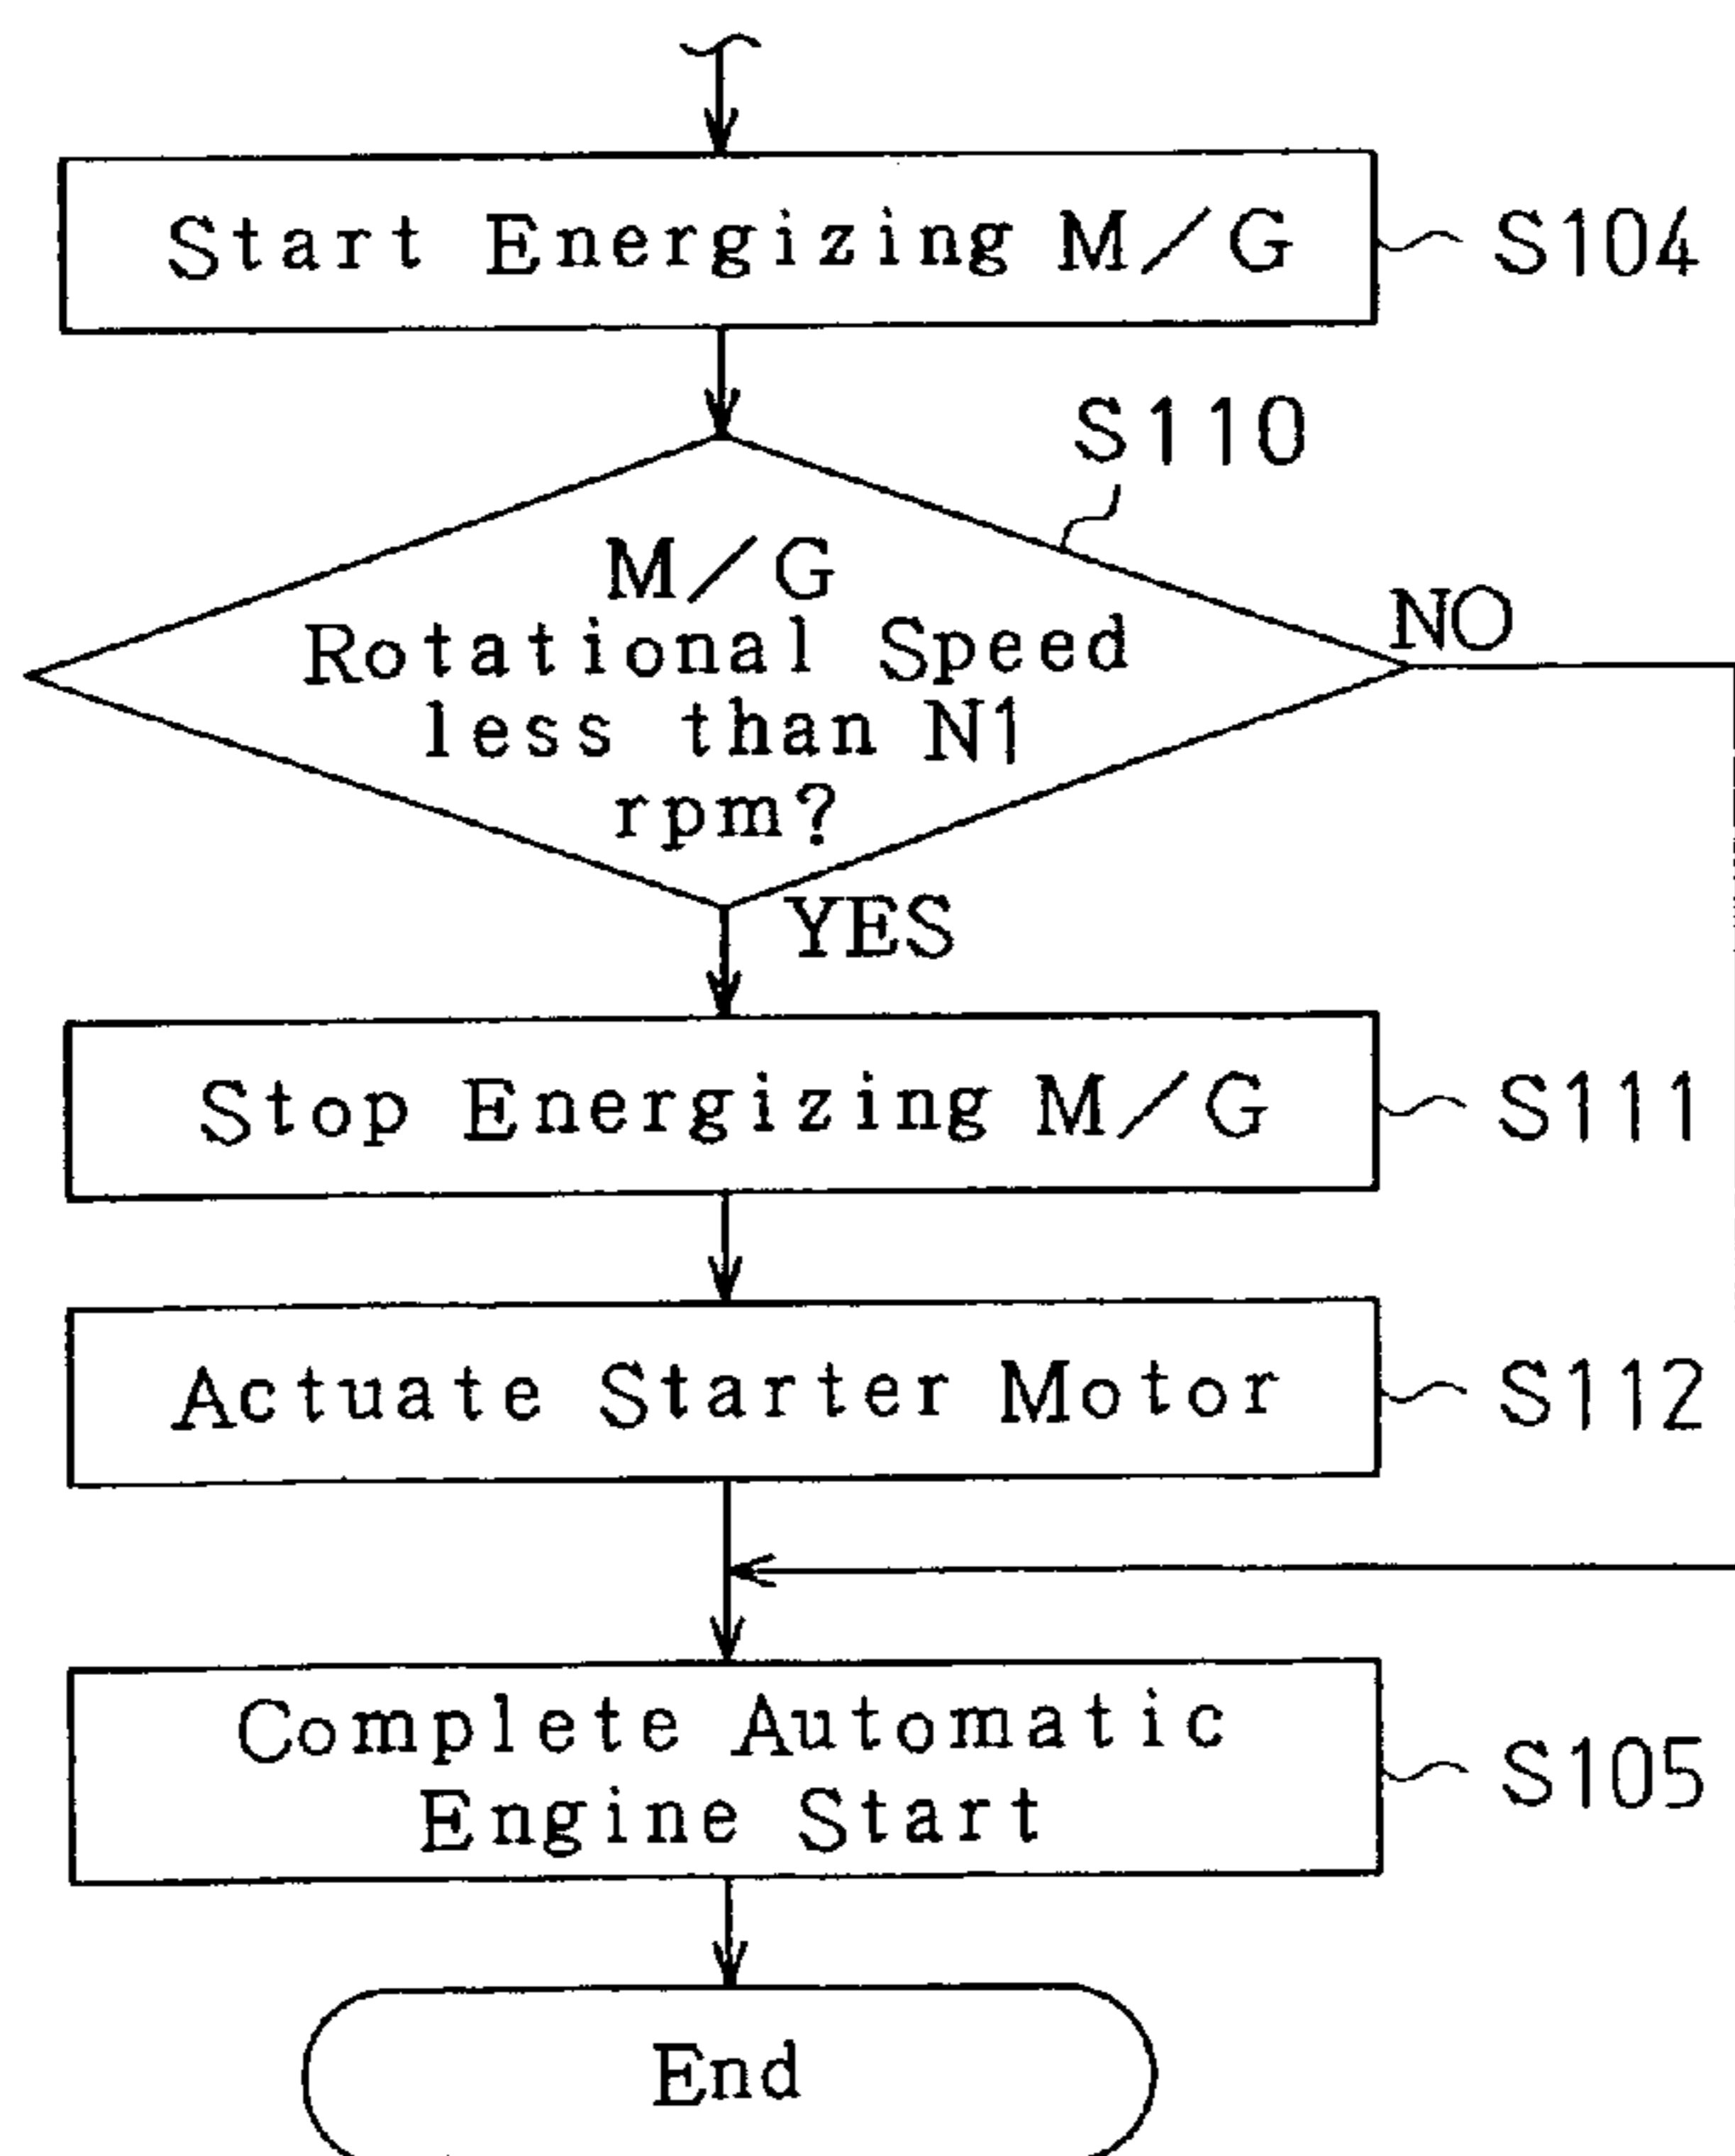 Start Energizing M/G
S104
S110
M/G
Rotational Speed
less than N1
rpm?
NO
YES
Stop Energizing M/G
S111
Actuate Starter Motor
S112
Complete Automatic
Engine Start
S105
End